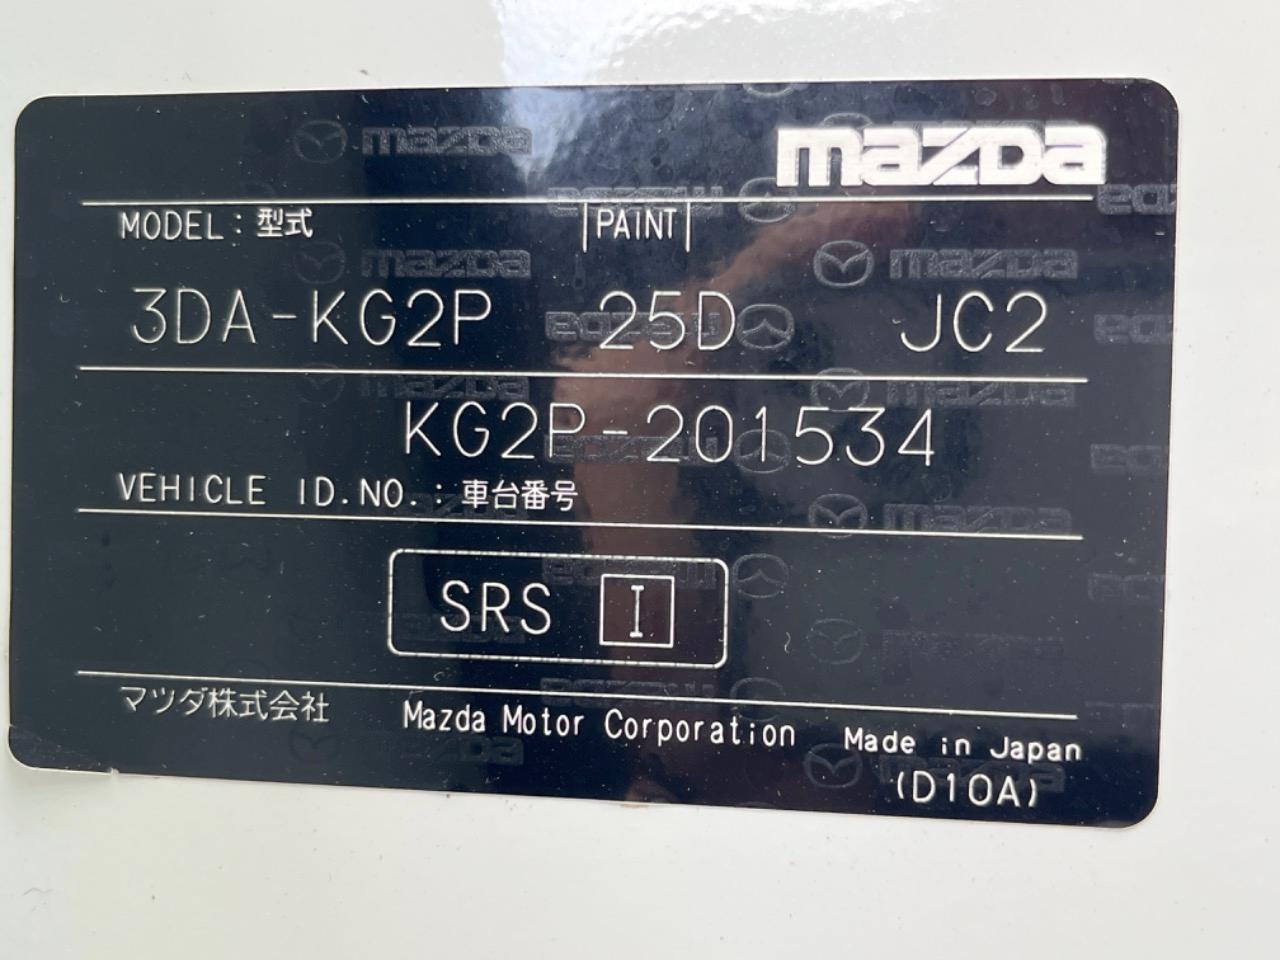 mazda
MODEL : 型式 PAINT
3DA-KG2P 25D JC2
KG2P-201534
VEHICLE ID.NO. : 車台番号
SRS I
マツダ株式会社 Mazda Motor Corporation Made in Japan
(D10A)